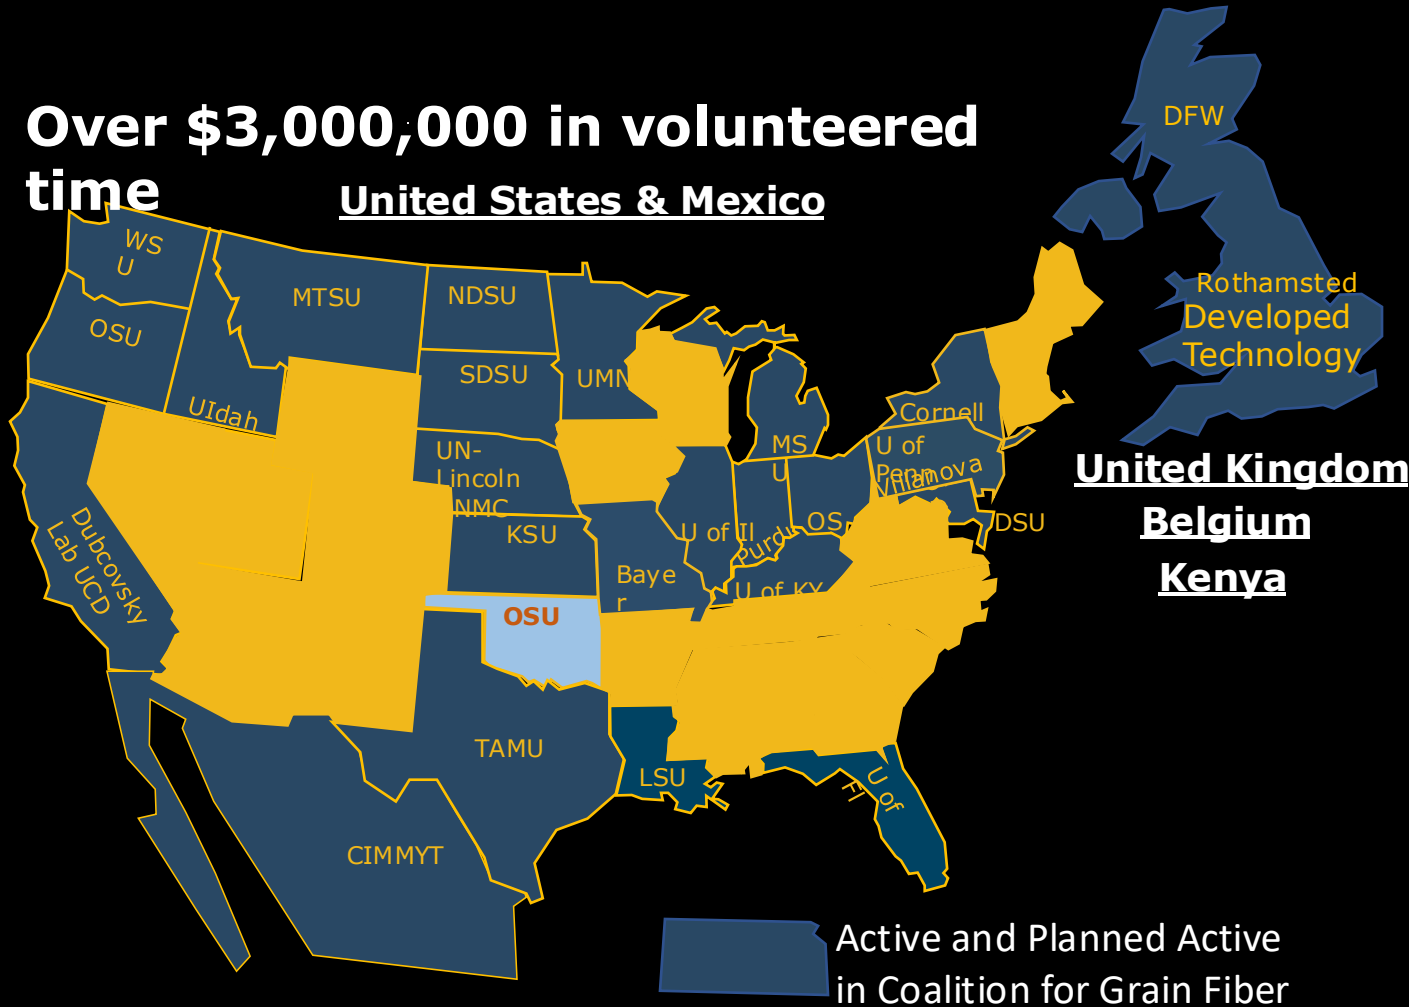 Over $3,000,000 in volunteered
time
United States & Mexico
DFW
Rothamsted
Developed
Technology
United Kingdom
Belgium
Kenya
WS
U
MTSU
NDSU
OSU
SDSU
UMN
UIdah
Cornell
UN-
Lincoln
NMC
MS
U
U of
Penn
Villanova
DSU
KSU
U of Il
Purdu
OS
Dubcovsky
Lab UCD
Baye
r
U of KY
OSU
TAMU
LSU
U of
Fl
CIMMYT
Active and Planned Active
in Coalition for Grain Fiber